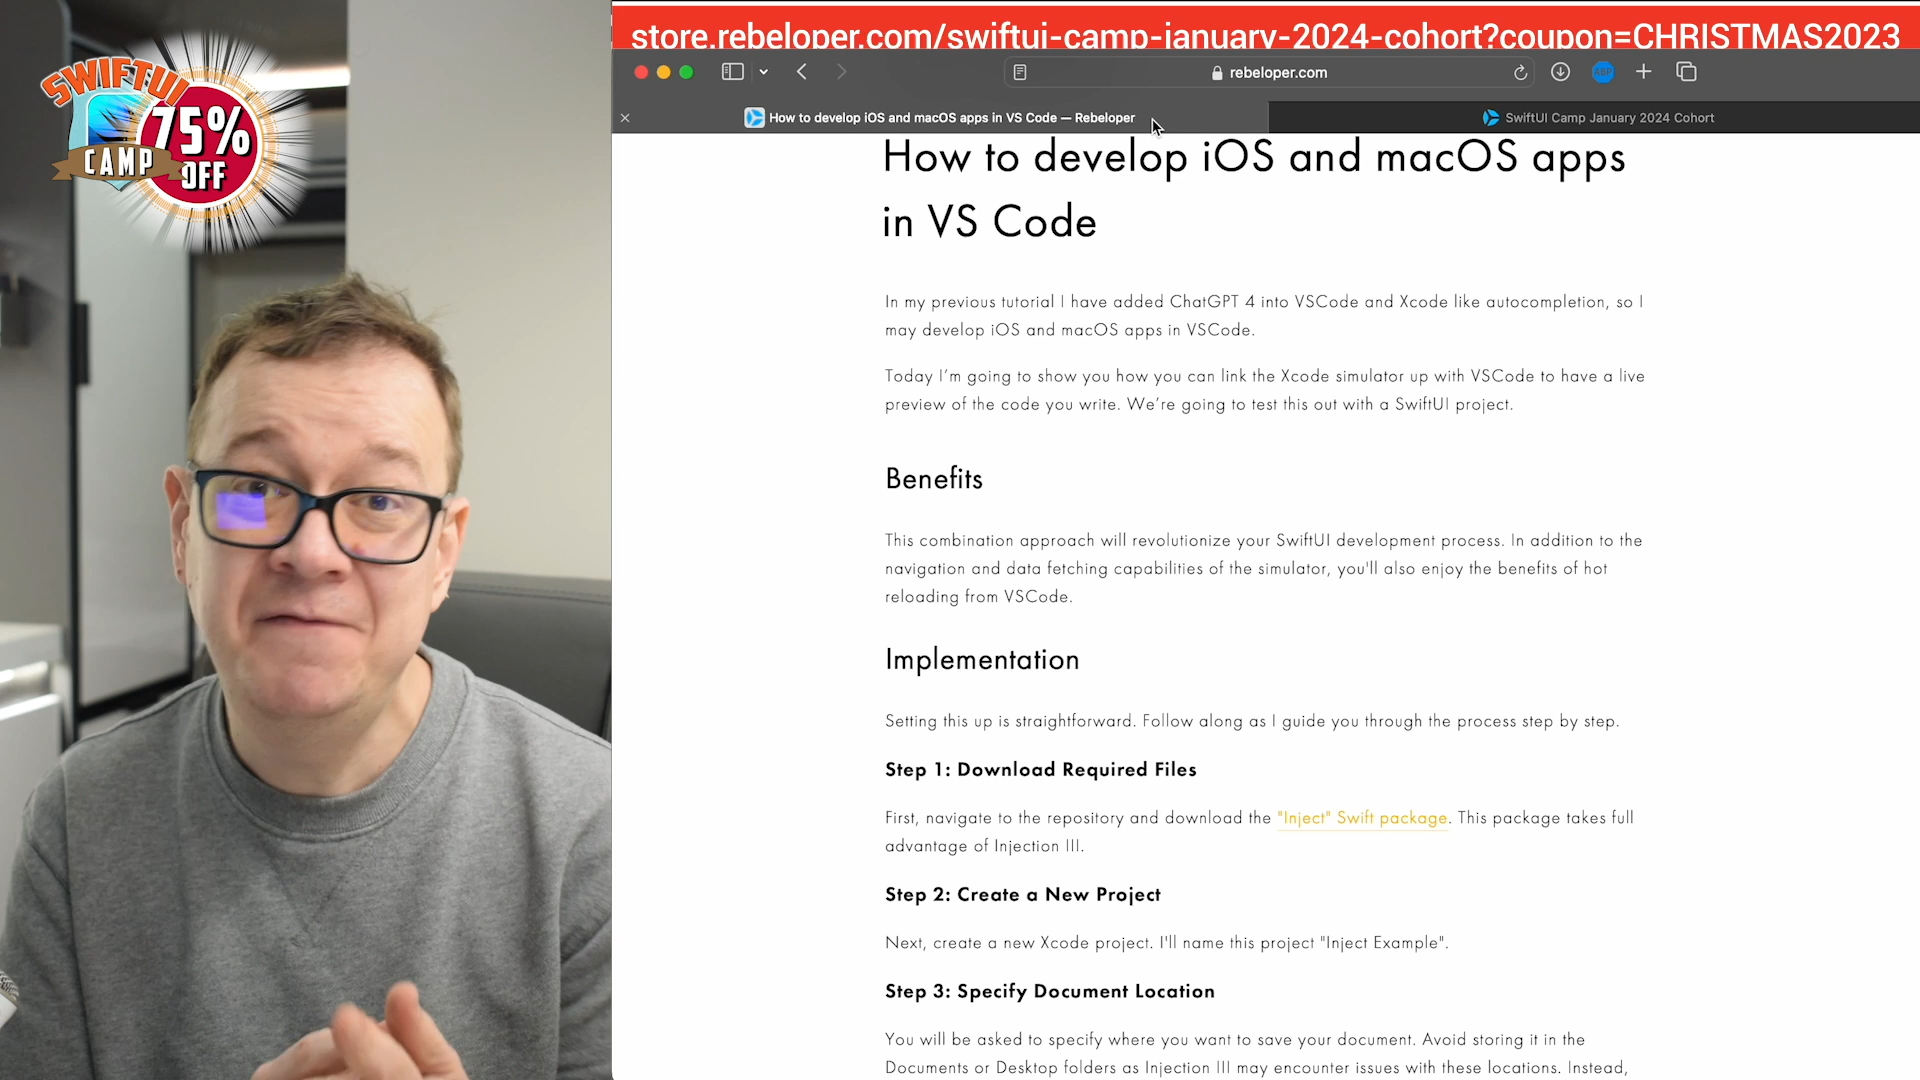 store.rebeloper.com/swiftui-camp-january-2024-cohort?coupon=CHRISTMAS2023
SWIFTUI
CAMP
75%
OFF
rebeloper.com
ABP
How to develop iOS and macOS apps in VS Code — Rebeloper
SwiftUI Camp January 2024 Cohort
How to develop iOS and macOS apps
in VS Code
In my previous tutorial I have added ChatGPT 4 into VSCode and Xcode like autocompletion, so I
may develop iOS and macOS apps in VSCode.
Today I’m going to show you how you can link the Xcode simulator up with VSCode to have a live
preview of the code you write. We’re going to test this out with a SwiftUI project.
Benefits
This combination approach will revolutionize your SwiftUI development process. In addition to the
navigation and data fetching capabilities of the simulator, you'll also enjoy the benefits of hot
reloading from VSCode.
Implementation
Setting this up is straightforward. Follow along as I guide you through the process step by step.
Step 1: Download Required Files
First, navigate to the repository and download the "Inject" Swift package. This package takes full
advantage of Injection III.
Step 2: Create a New Project
Next, create a new Xcode project. I'll name this project "Inject Example".
Step 3: Specify Document Location
You will be asked to specify where you want to save your document. Avoid storing it in the
Documents or Desktop folders as Injection III may encounter issues with these locations. Instead,